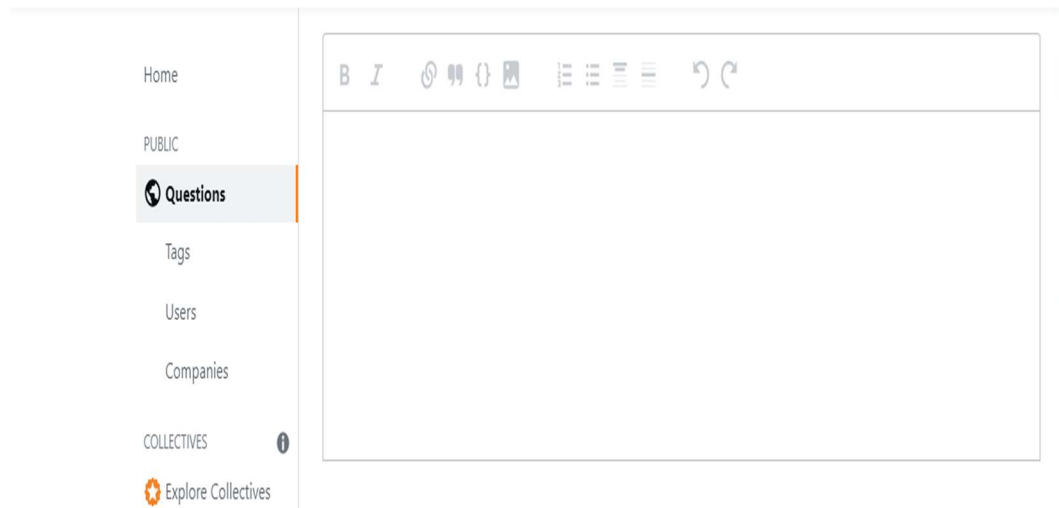 Home
PUBLIC
Questions
Tags
Users
Companies
COLLECTIVES
Explore Collectives
B I